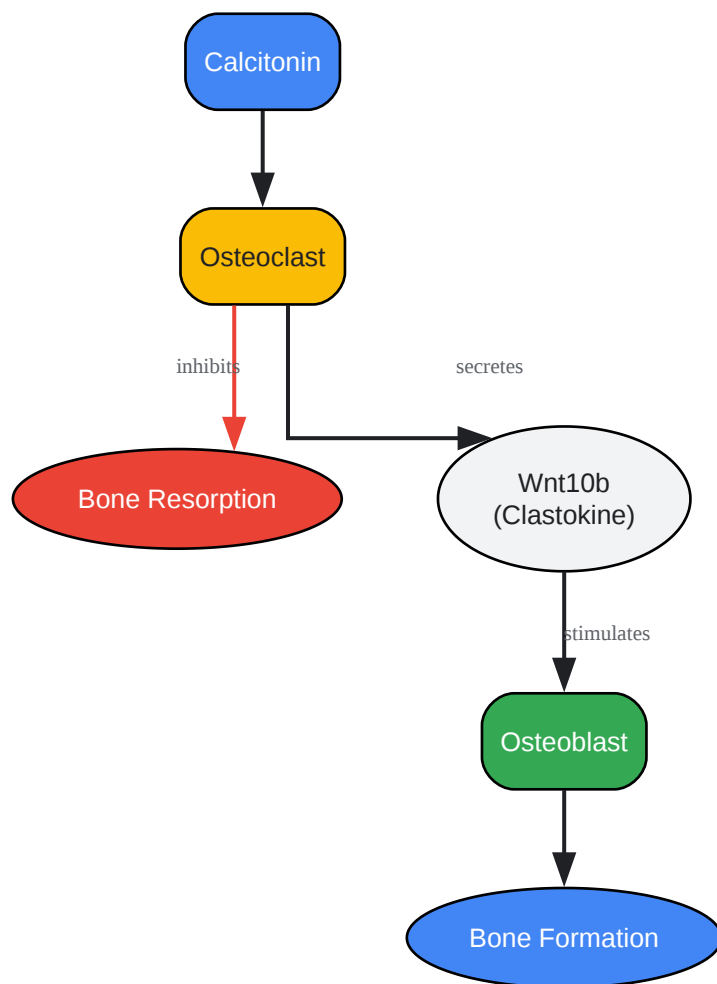 Calcitonin
Osteoclast
inhibits
secretes
Bone Resorption
Wnt10b
(Clastokine)
stimulates
Osteoblast
Bone Formation